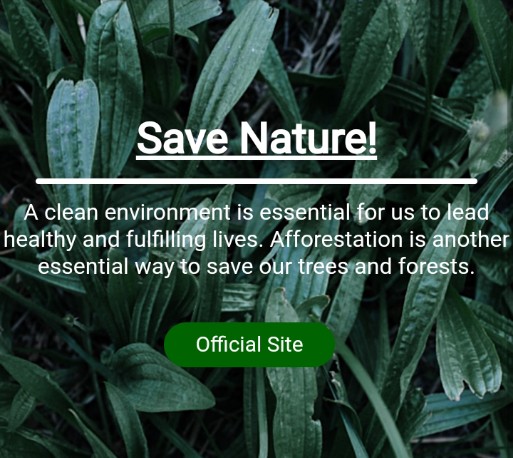 Save Nature!
A clean environment is essential for us to lead
healthy and fulfilling lives. Afforestation is another
essential way to save our trees and forests.
Official Site